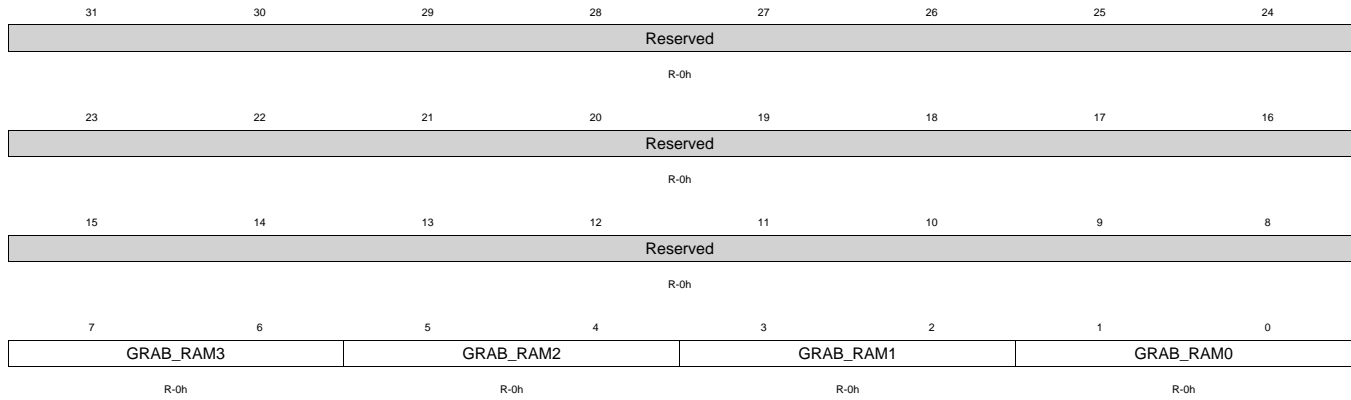 31 30 29 28 27 26 25 24
Reserved
R-0h
23 22 21 20 19 18 17 16
Reserved
R-0h
15 14 13 12 11 10 9 8
Reserved
R-0h
7 6 5 4 3 2 1 0
GRAB_RAM3 GRAB_RAM2 GRAB_RAM1 GRAB_RAM0
R-0h R-0h R-0h R-0h